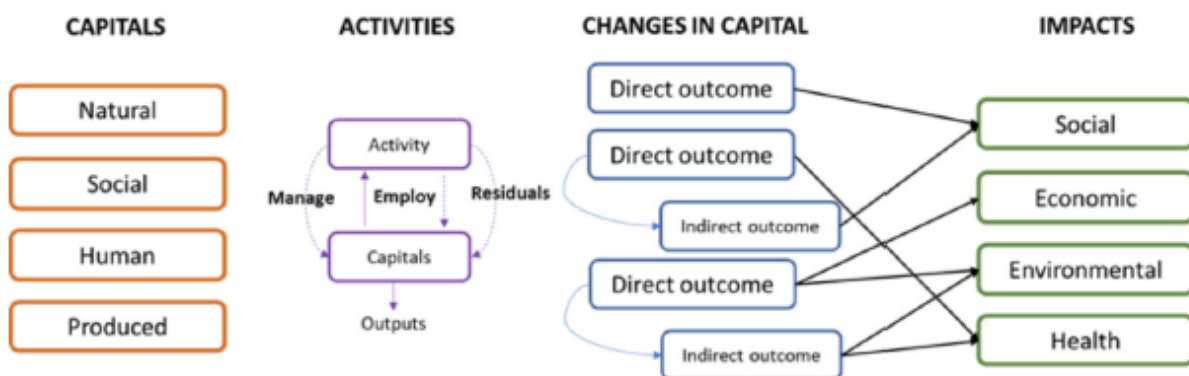 CAPITALS
ACTIVITIES
CHANGES IN CAPITAL
IMPACTS
Natural
Social
Human
Produced
Activity
Manage
Employ
Residuals
Capitals
Outputs
Direct outcome
Direct outcome
Indirect outcome
Direct outcome
Indirect outcome
Social
Economic
Environmental
Health